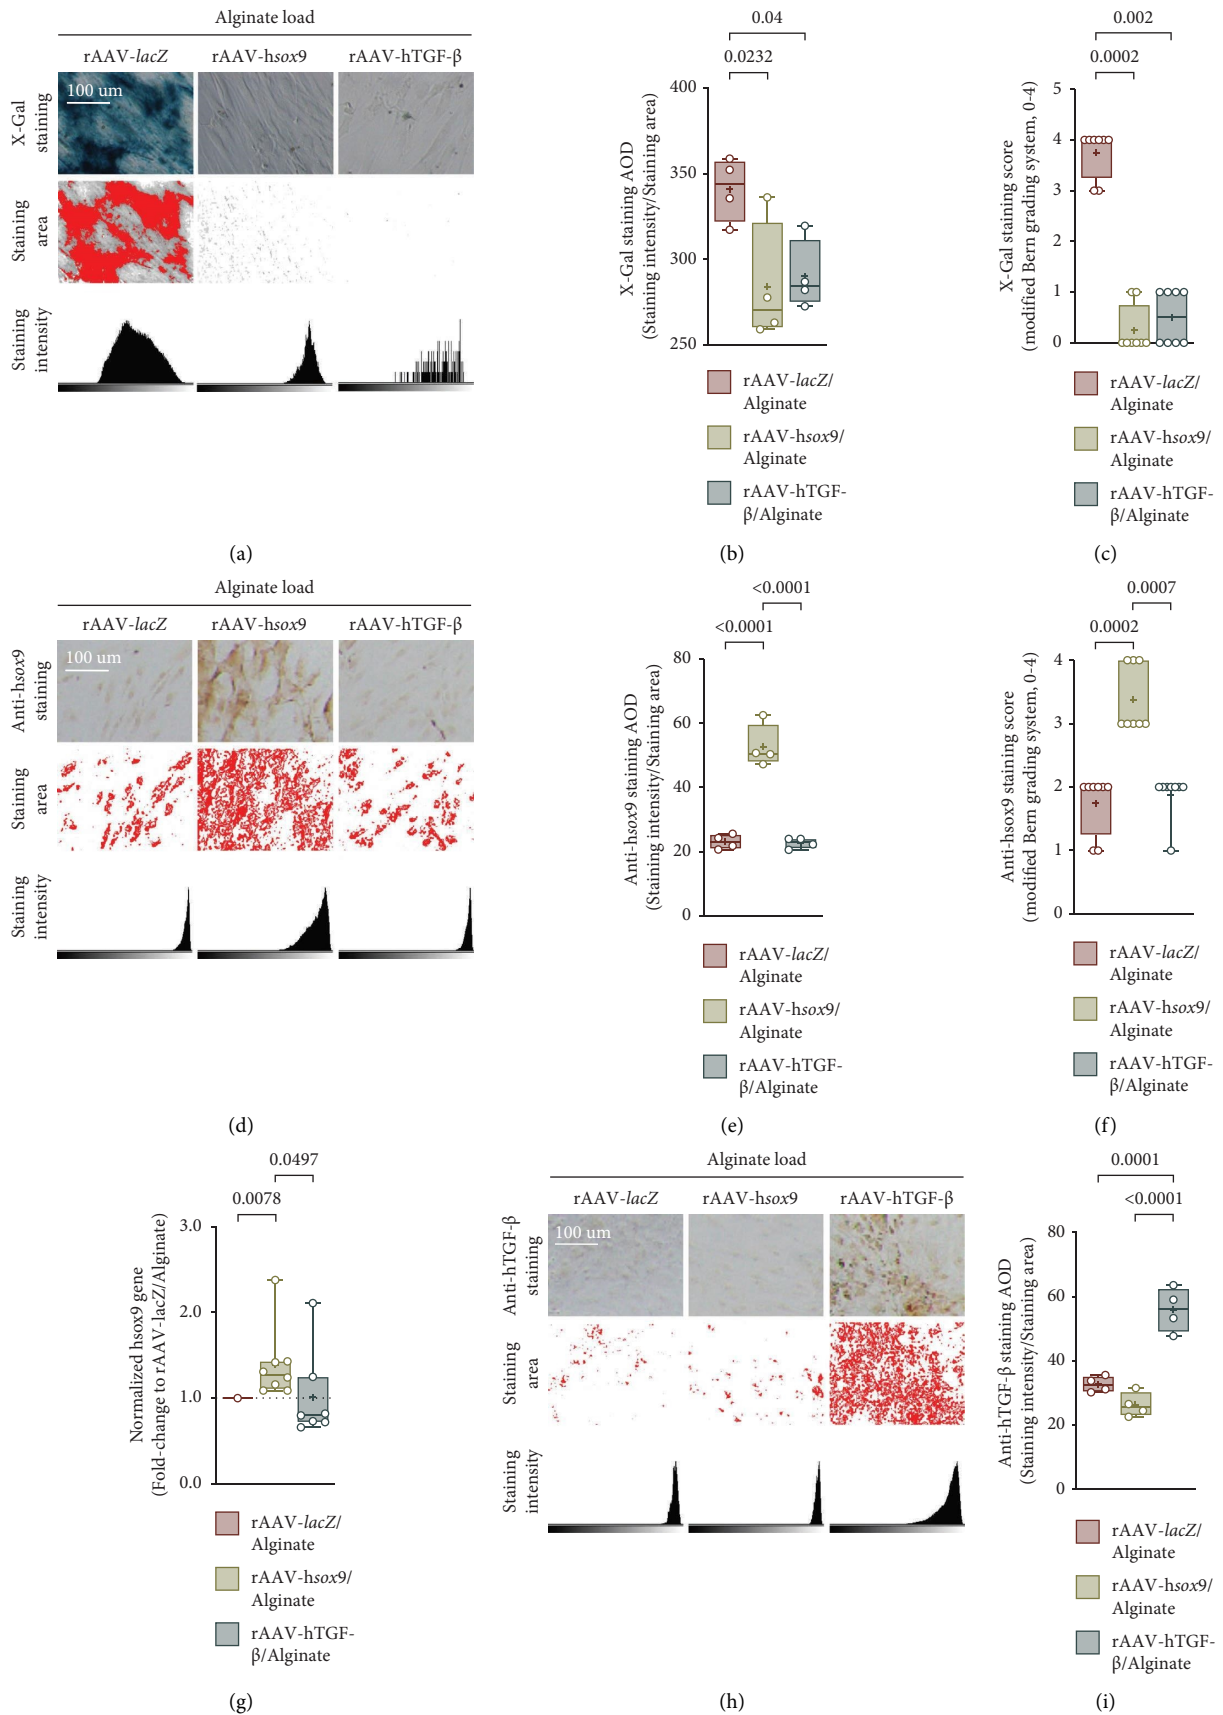 Alginate load
rAAV-lacZ rAAV-hsox9 rAAV-hTGF-β
X-Gal
staining
100 um
Staining
area
Staining
intensity
(a)
0.04
0.0232
X-Gal staining AOD
(Staining intensity/Staining area)
400
350
300
250
rAAV-lacZ/
Alginate
rAAV-hsox9/
Alginate
rAAV-hTGF-
β/Alginate
(b)
0.002
0.0002
X-Gal staining score
(modified Bern grading system, 0-4)
5
4
3
2
1
0
rAAV-lacZ/
Alginate
rAAV-hsox9/
Alginate
rAAV-hTGF-
β/Alginate
(c)
Alginate load
rAAV-lacZ rAAV-hsox9 rAAV-hTGF-β
Anti-hsox9
staining
100 um
Staining
area
Staining
intensity
(d)
<0.0001
<0.0001
Anti-hsox9 staining AOD
(Staining intensity/Staining area)
80
60
40
20
0
rAAV-lacZ/
Alginate
rAAV-hsox9/
Alginate
rAAV-hTGF-
β/Alginate
(e)
0.0007
0.0002
Anti-hsox9 staining score
(modified Bern grading system, 0-4)
4
3
2
1
0
rAAV-lacZ/
Alginate
rAAV-hsox9/
Alginate
rAAV-hTGF-
β/Alginate
(f)
0.0497
0.0078
Normalized hsox9 gene
(Fold-change to rAAV-lacZ/Alginate)
3.0
2.0
1.0
0.0
rAAV-lacZ/
Alginate
rAAV-hsox9/
Alginate
rAAV-hTGF-
β/Alginate
(g)
Alginate load
rAAV-lacZ rAAV-hsox9 rAAV-hTGF-β
Anti-hTGF-β
staining
100 um
Staining
area
Staining
intensity
(h)
0.0001
<0.0001
Anti-hTGF-β staining AOD
(Staining intensity/Staining area)
80
60
40
20
0
rAAV-lacZ/
Alginate
rAAV-hsox9/
Alginate
rAAV-hTGF-
β/Alginate
(i)